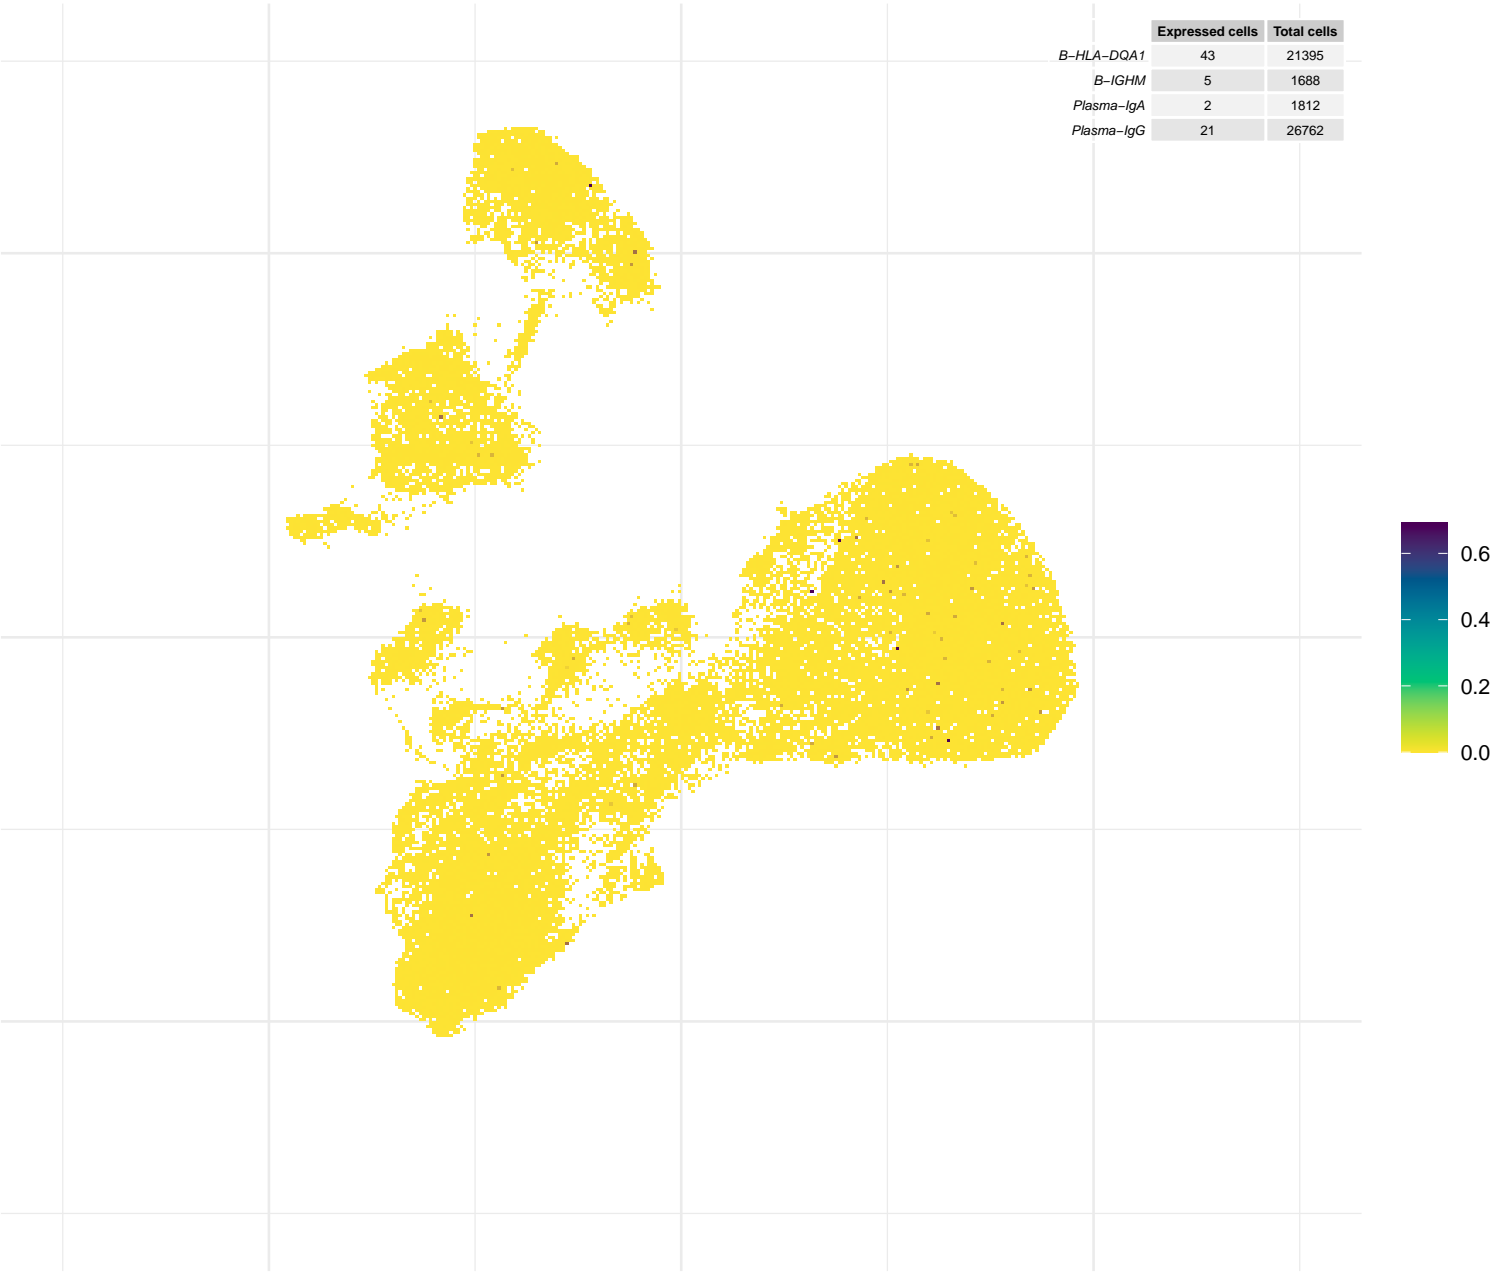 Expressed cells Total cells
B-HLA-DQA1 43 21395
B-IGHM 5 1688
Plasma-IgA 2 1812
Plasma-IgG 21 26762
0.6
0.4
0.2
0.0